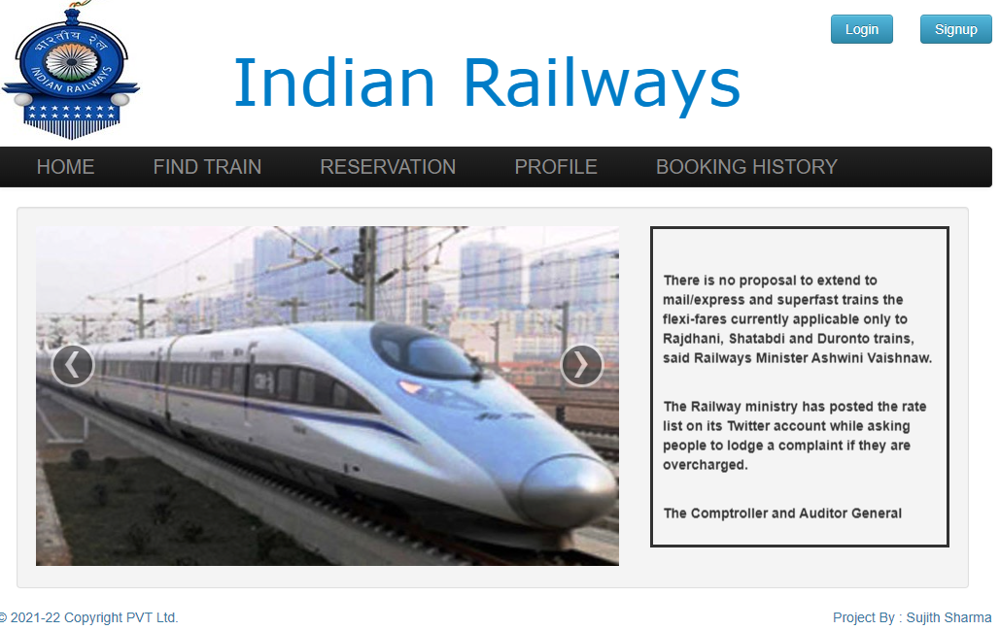 भारतीय रेल
INDIAN RAILWAYS
Login
Signup
Indian Railways
HOME
FIND TRAIN
RESERVATION
PROFILE
BOOKING HISTORY
There is no proposal to extend to
mail/express and superfast trains the
flexi-fares currently applicable only to
Rajdhani, Shatabdi and Duronto trains,
said Railways Minister Ashwini Vaishnaw.
The Railway ministry has posted the rate
list on its Twitter account while asking
people to lodge a complaint if they are
overcharged.
The Comptroller and Auditor General
© 2021-22 Copyright PVT Ltd.
Project By : Sujith Sharma